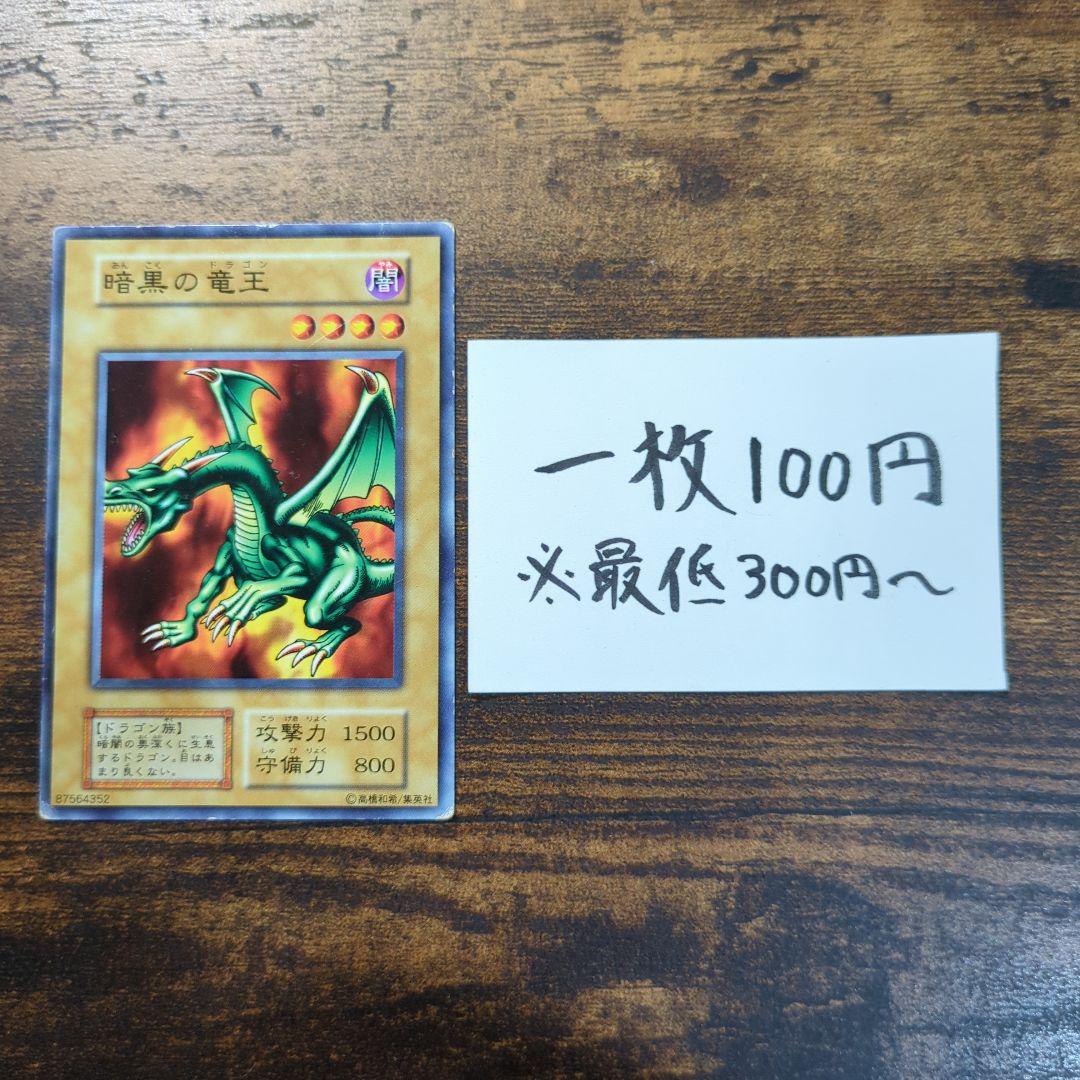 暗黒の竜王
闇
【ドラゴン族】
暗闇の奥深くに生息
するドラゴン。目はあ
まり良くない。
攻撃力 1500
守備力 800
87564352
©高橋和希/集英社
一枚100円
※最低300円〜